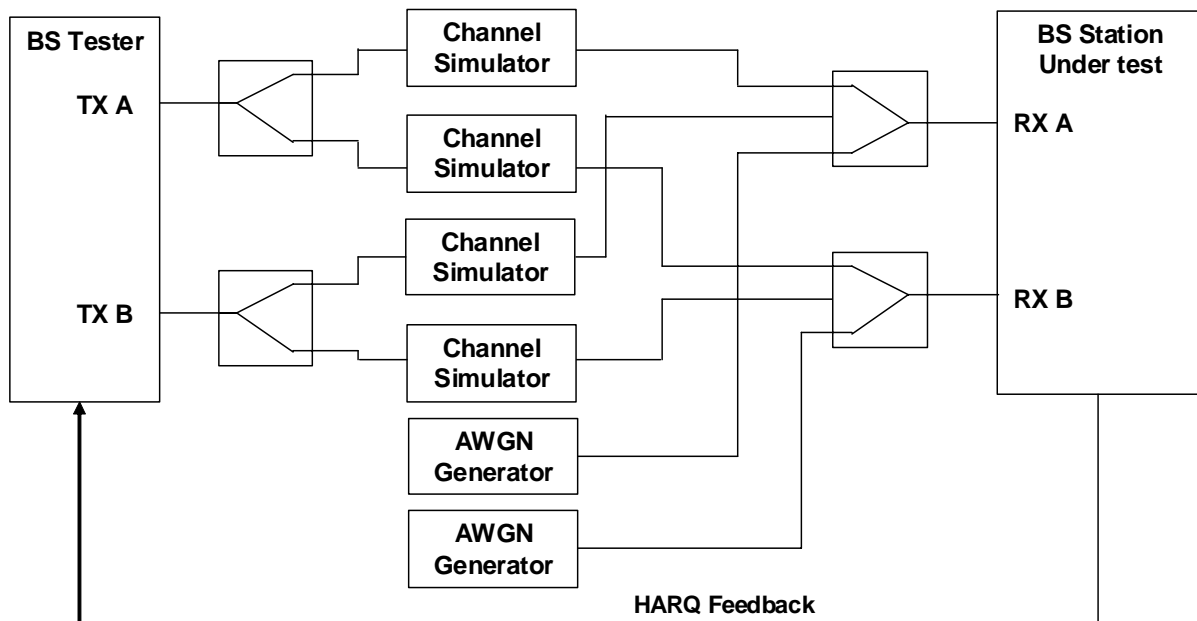 BS Tester
TX A
TX B
Channel
Simulator
Channel
Simulator
Channel
Simulator
Channel
Simulator
AWGN
Generator
AWGN
Generator
BS Station
Under test
RX A
RX B
HARQ Feedback